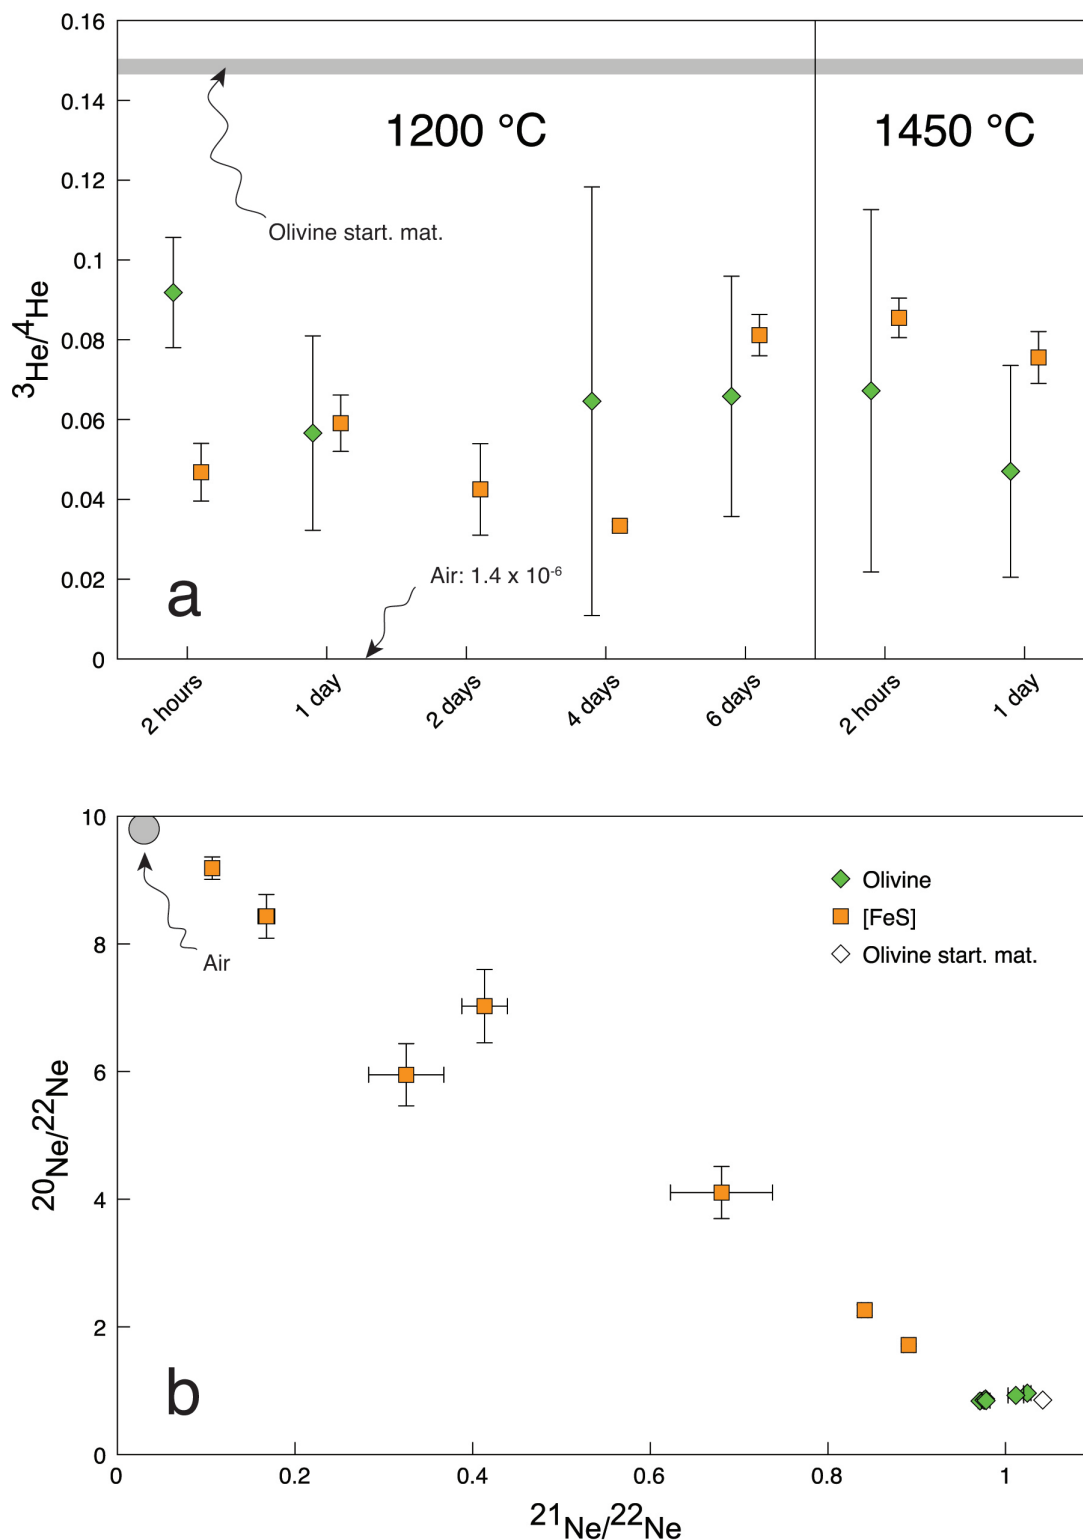 0.16
0.14
0.12
0.1
0.08
0.06
0.04
0.02
0
³He/⁴He
1200 °C
1450 °C
Olivine start. mat.
Air: 1.4 x 10⁻⁶
a
2 hours
1 day
2 days
4 days
6 days
2 hours
1 day
10
8
6
4
2
0
²⁰Ne/²²Ne
Air
Olivine
[FeS]
Olivine start. mat.
b
0
0.2
0.4
0.6
0.8
1
²¹Ne/²²Ne